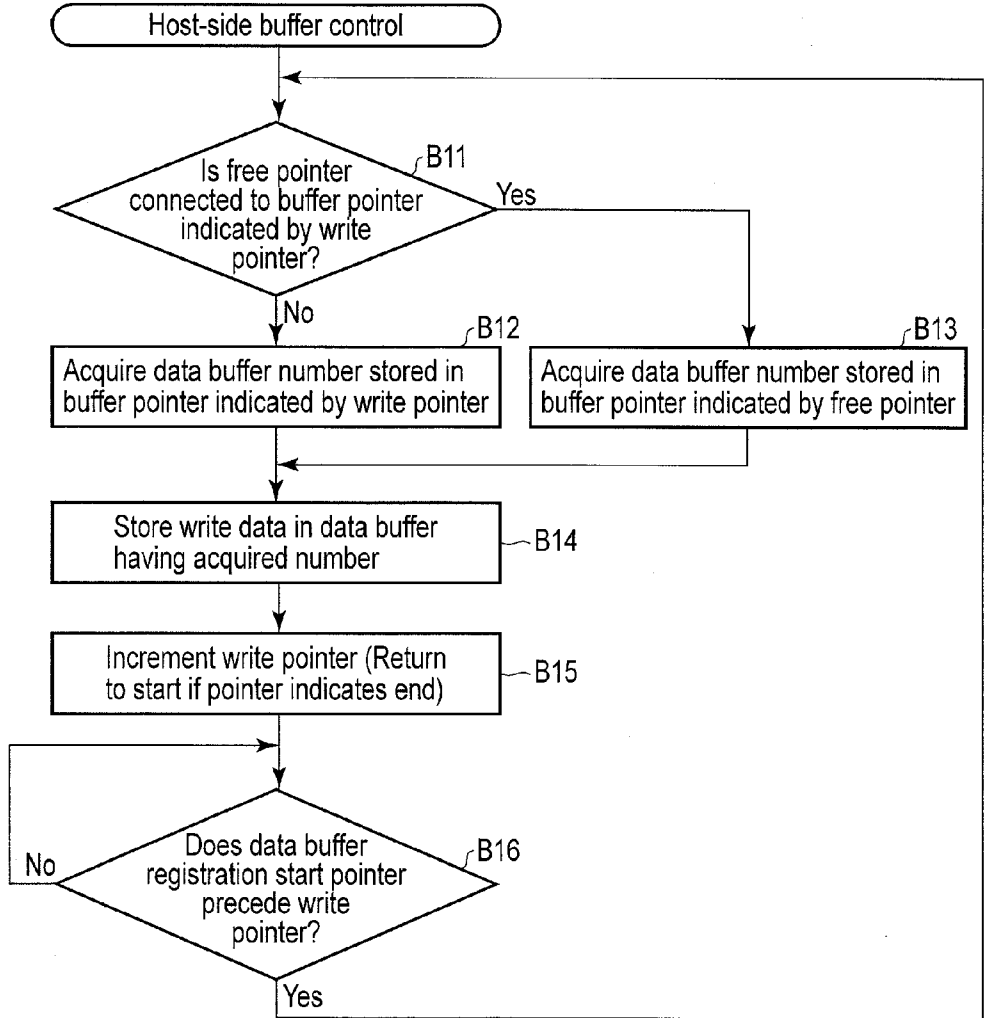 Host-side buffer control
B11
Is free pointer
connected to buffer pointer
indicated by write
pointer?
Yes
No
B12
B13
Acquire data buffer number stored in
buffer pointer indicated by write pointer
Acquire data buffer number stored in
buffer pointer indicated by free pointer
Store write data in data buffer
having acquired number
B14
Increment write pointer (Return
to start if pointer indicates end)
B15
Does data buffer
registration start pointer
precede write
pointer?
B16
No
Yes